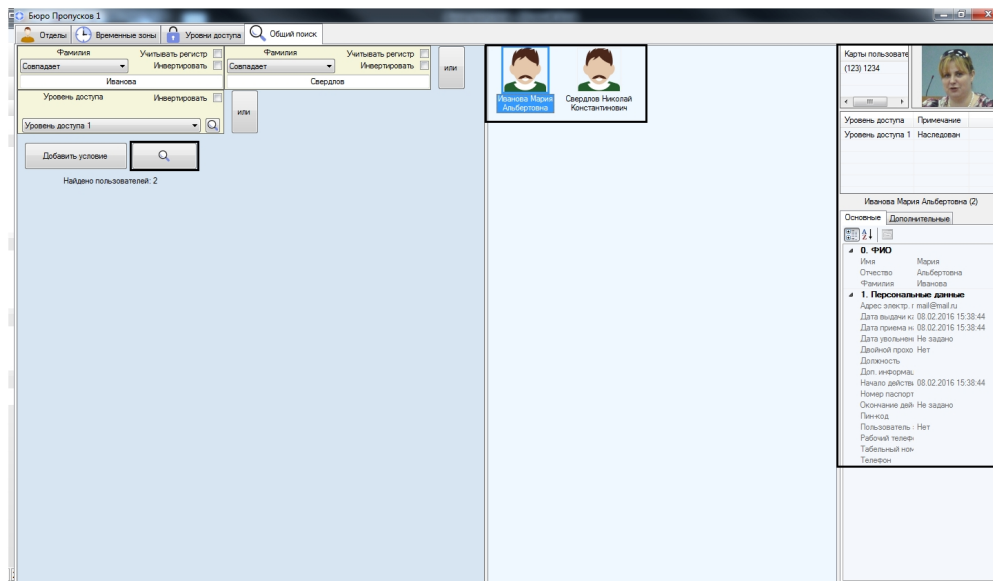 Бюро Пропусков 1
Отделы Временные зоны Уровни доступа Общий поиск
Фамилия Учитывать регистр Фамилия Учитывать регистр
Совпадает Инвертировать Совпадает Инвертировать или
Иванова Свердлов
Уровень доступа Инвертировать
или
Уровень доступа 1
Добавить условие
Найдено пользователей: 2
Иванова Мария Свердлов Николай
Альбертовна Константинович
Карты пользовате
(123) 1234
Уровень доступа Примечание
Уровень доступа 1 Наследован
Иванова Мария Альбертовна (2)
Основные Дополнительные
0. ФИО
Имя Мария
Отчество Альбертовна
Фамилия Иванова
1. Персональные данные
Адрес электр. г mail@mail.ru
Дата выдачи ка 08.02.2016 15:38:44
Дата приема н 08.02.2016 15:38:44
Дата увольнени Не задано
Двойной прохо Нет
Должность
Доп. информац
Начало действ 08.02.2016 15:38:44
Номер паспорт
Окончание дей Не задано
Пин-код
Пользователь Нет
Рабочий телеф
Табельный ном
Телефон